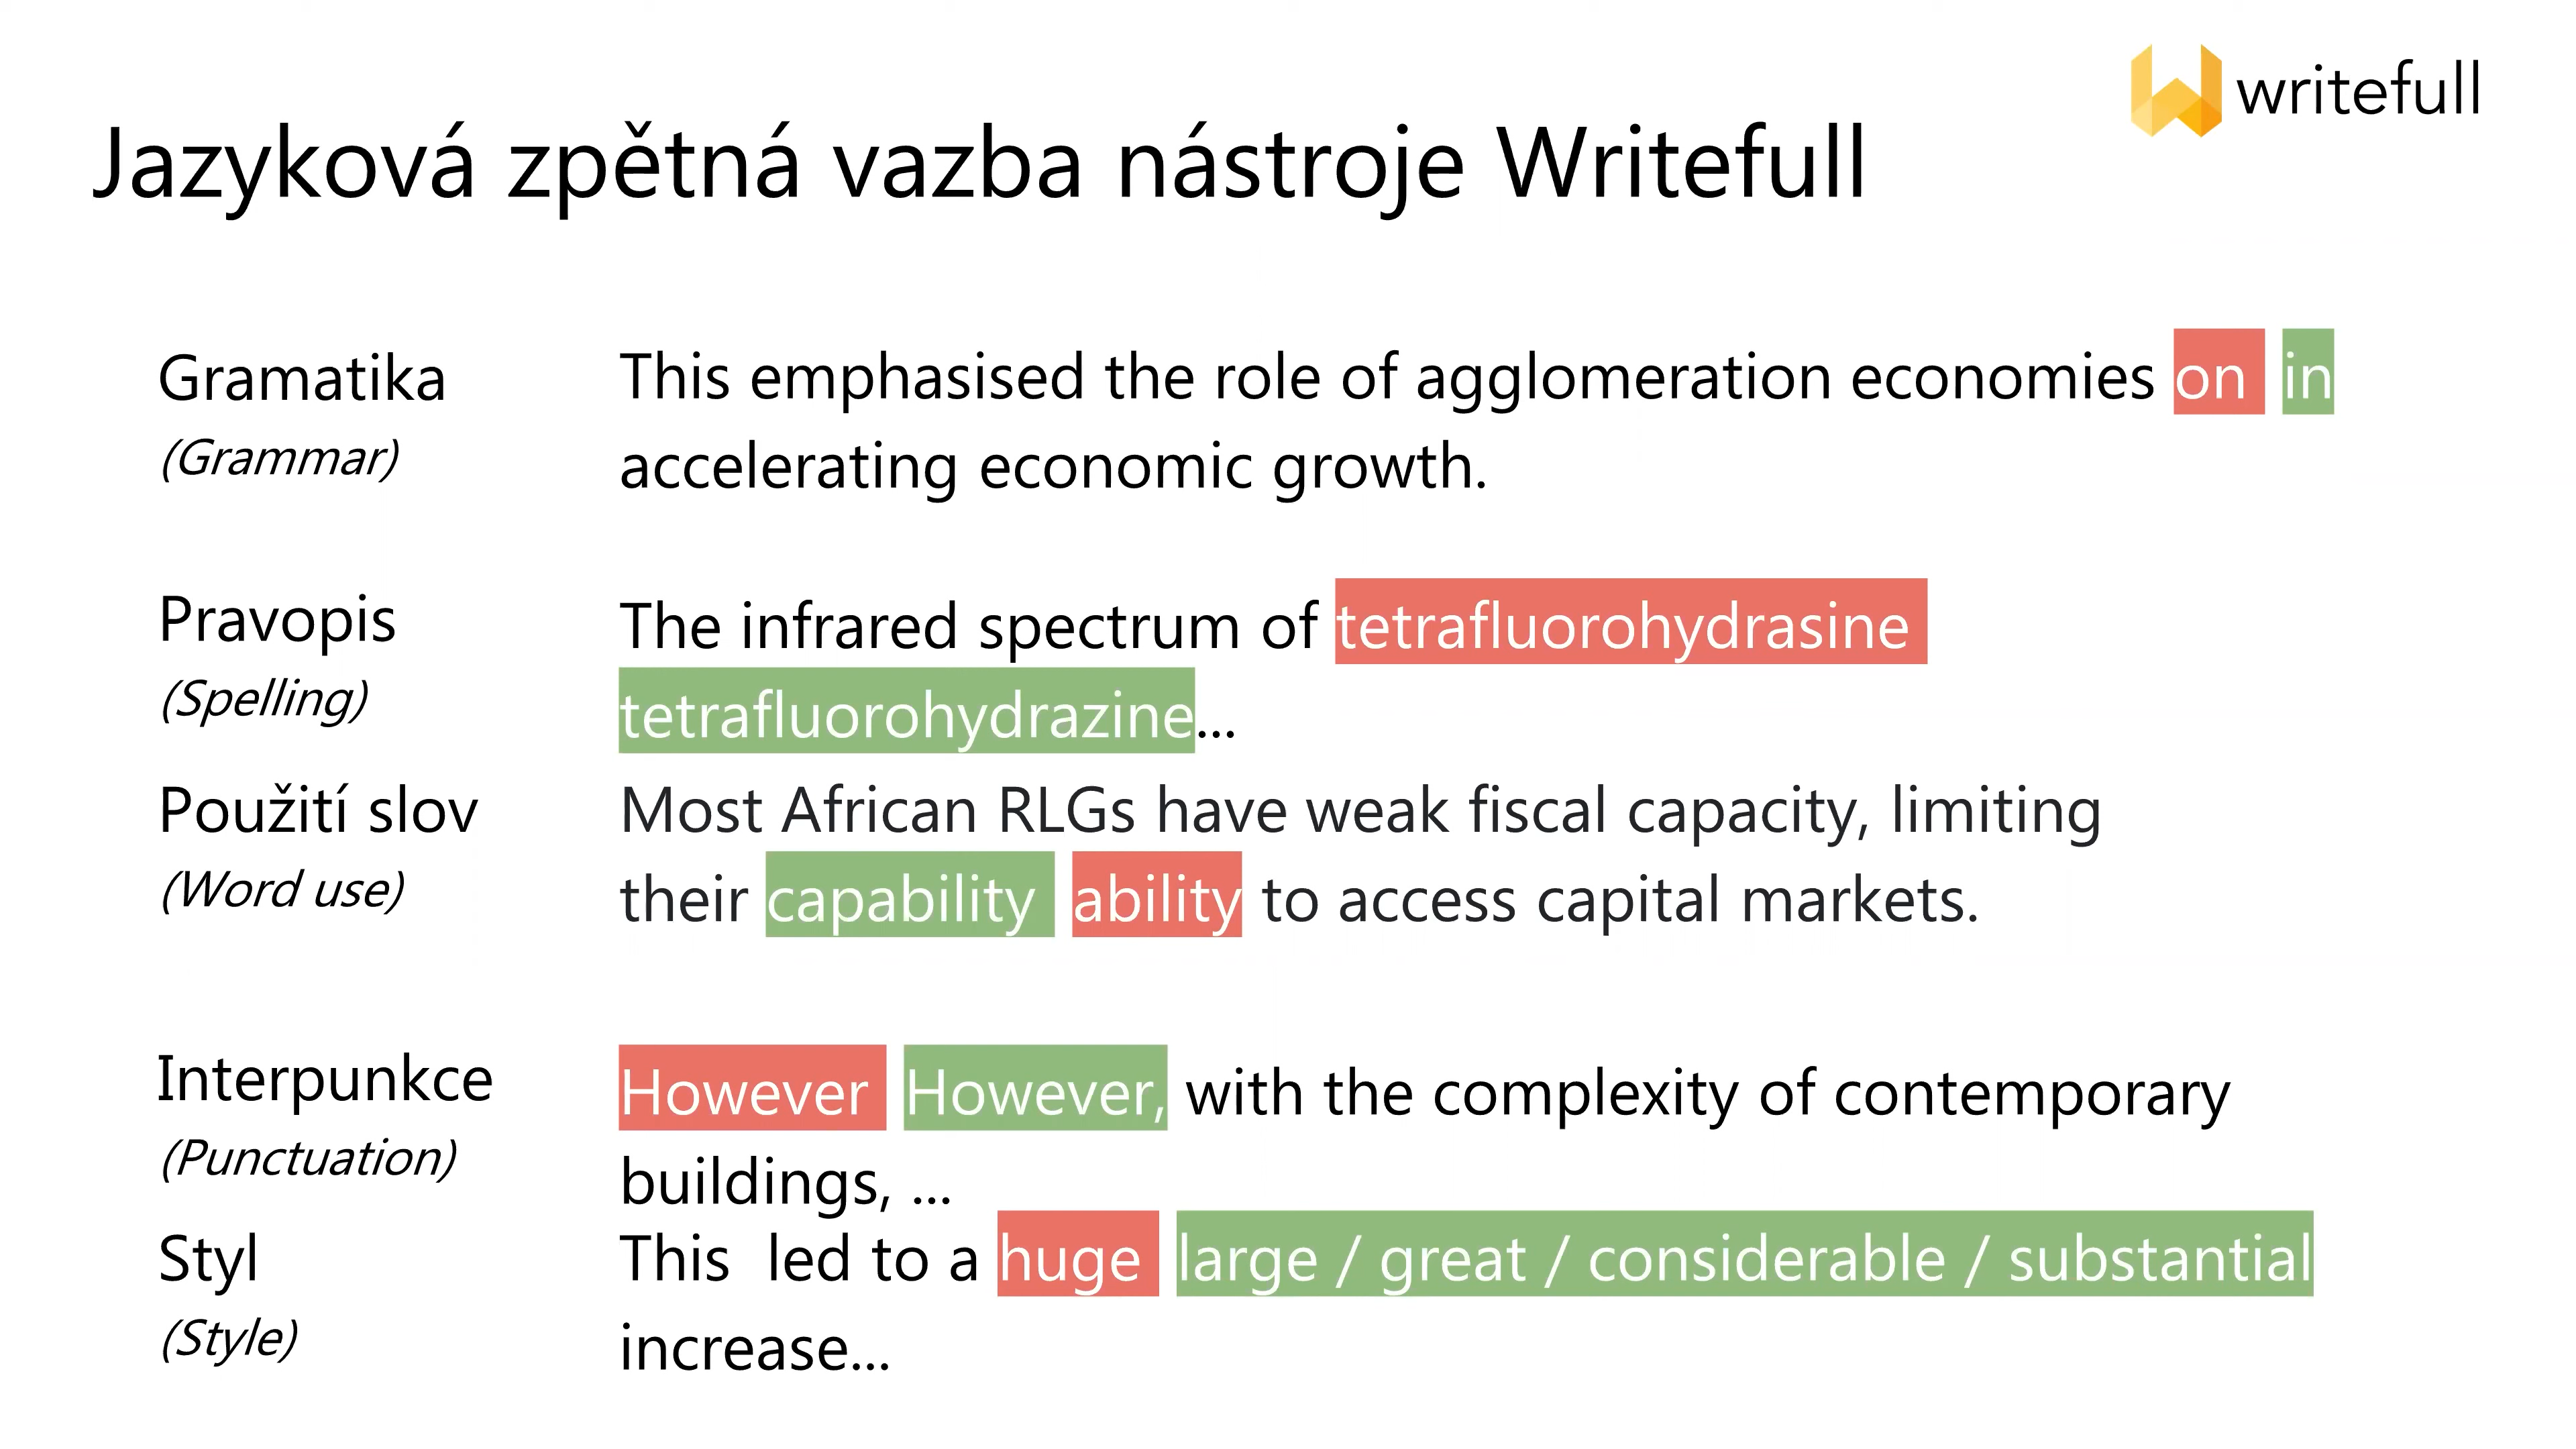 writefull
Jazyková zpětná vazba nástroje Writefull
Gramatika
(Grammar)
This emphasised the role of agglomeration economies on in
accelerating economic growth.
Pravopis
(Spelling)
The infrared spectrum of tetrafluorohydrasine
tetrafluorohydrazine...
Použití slov
(Word use)
Most African RLGs have weak fiscal capacity, limiting
their capability ability to access capital markets.
Interpunkce
(Punctuation)
However However, with the complexity of contemporary
buildings, ...
Styl
(Style)
This  led to a huge large / great / considerable / substantial
increase...